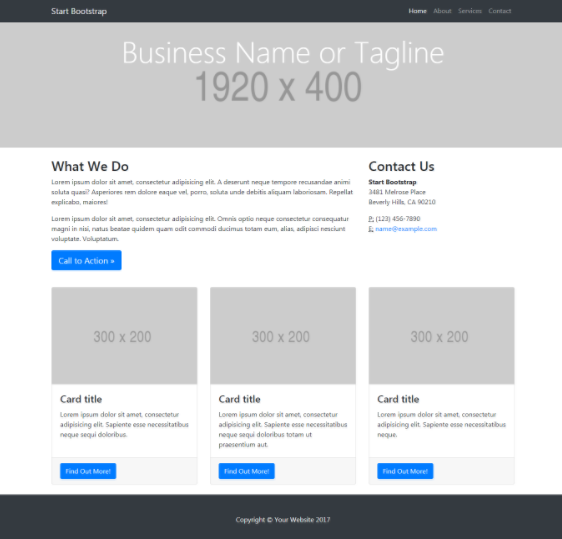 Start Bootstrap
Home About Services Contact
Business Name or Tagline
1920 x 400
What We Do
Lorem ipsum dolor sit amet, consectetur adipisicing elit. A deserunt neque tempore recusandae animi
soluta quasi? Asperiores rem dolore eaque vel, porro, soluta unde debitis aliquam laboriosam. Repellat
explicabo, maiores!
Lorem ipsum dolor sit amet, consectetur adipisicing elit. Omnis optio neque consectetur consequatur
magni in nisi, natus beatae quidem quam odit commodi ducimus totam eum, alias, adipisci nesciunt
voluptate. Voluptatum.
Call to Action »
Contact Us
Start Bootstrap
3481 Melrose Place
Beverly Hills, CA 90210
P: (123) 456-7890
E: name@example.com
300 x 200
Card title
Lorem ipsum dolor sit amet, consectetur
adipisicing elit. Sapiente esse necessitatibus
neque sequi doloribus.
Find Out More!
300 x 200
Card title
Lorem ipsum dolor sit amet, consectetur
adipisicing elit. Sapiente esse necessitatibus
neque sequi doloribus totam ut
praesentium aut.
Find Out More!
300 x 200
Card title
Lorem ipsum dolor sit amet, consectetur
adipisicing elit. Sapiente esse necessitatibus
neque.
Find Out More!
Copyright © Your Website 2017